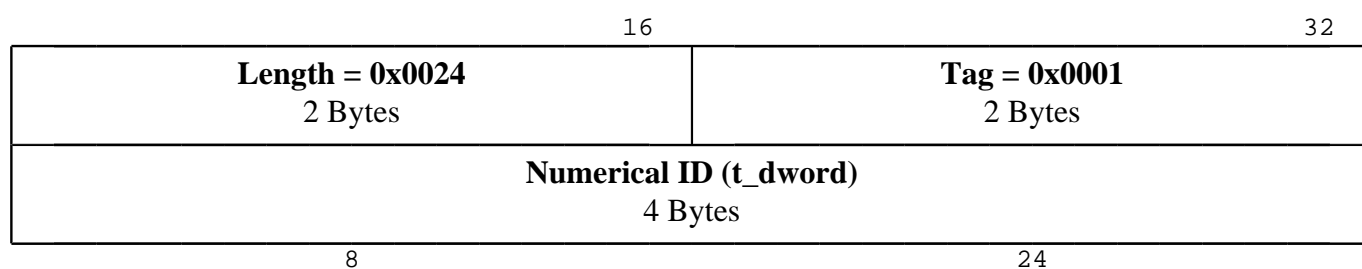 16 32
Length = 0x0024 Tag = 0x0001
2 Bytes 2 Bytes
Numerical ID (t_dword)
4 Bytes
8 24